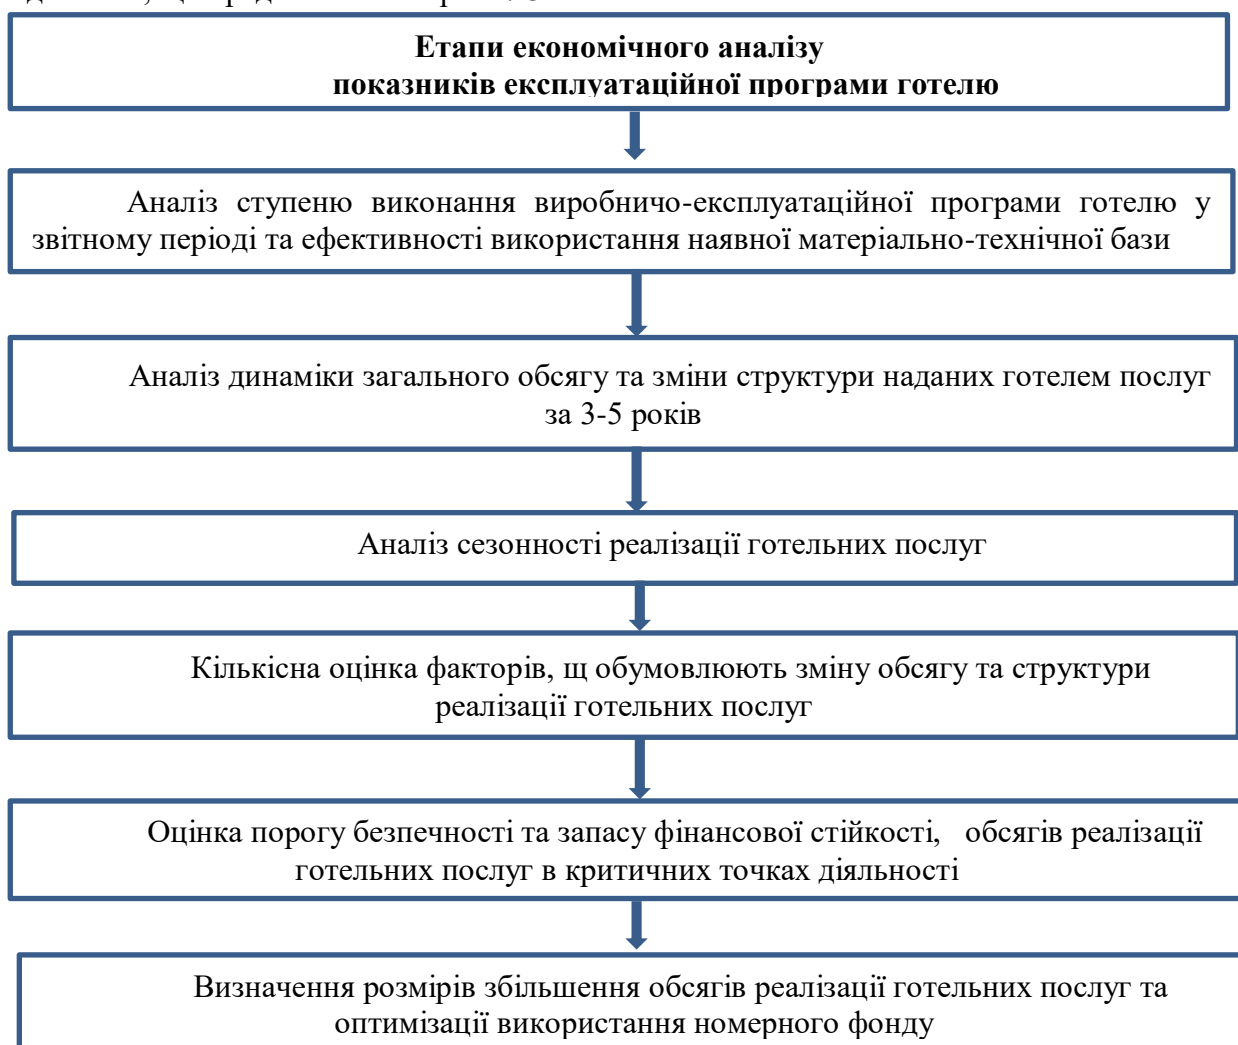 Етапи економічного аналізу
показників експлуатаційної програми готелю
Аналіз ступеню виконання виробничо-експлуатаційної програми готелю у
звітному періоді та ефективності використання наявної матеріально-технічної бази
Аналіз динаміки загального обсягу та зміни структури наданих готелем послуг
за 3-5 років
Аналіз сезонності реалізації готельних послуг
Кількісна оцінка факторів, щ обумовлюють зміну обсягу та структури
реалізації готельних послуг
Оцінка порогу безпечності та запасу фінансової стійкості, обсягів реалізації
готельних послуг в критичних точках діяльності
Визначення розмірів збільшення обсягів реалізації готельних послуг та
оптимізації використання номерного фонду